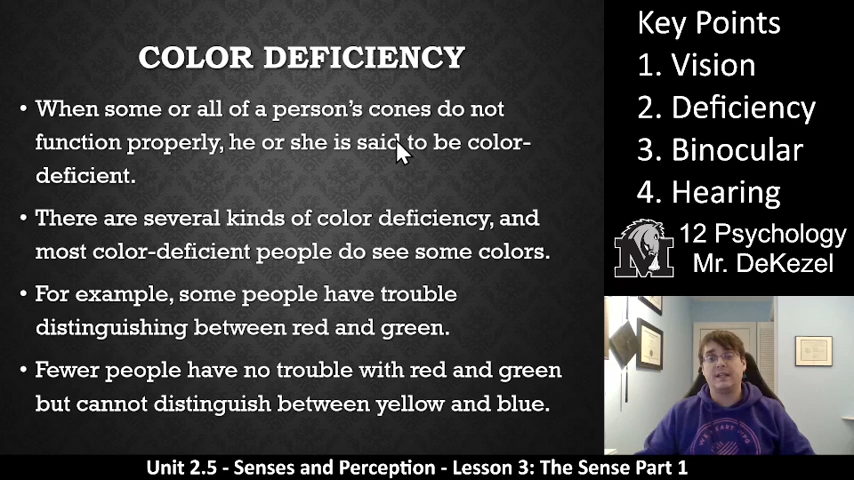 COLOR DEFICIENCY
• When some or all of a person's cones do not
function properly, he or she is said to be color-
deficient.
• There are several kinds of color deficiency, and
most color-deficient people do see some colors.
• For example, some people have trouble
distinguishing between red and green.
• Fewer people have no trouble with red and green
but cannot distinguish between yellow and blue.
Key Points
1. Vision
2. Deficiency
3. Binocular
4. Hearing
M
12 Psychology
Mr. DeKezel
Unit 2.5 - Senses and Perception - Lesson 3: The Sense Part 1